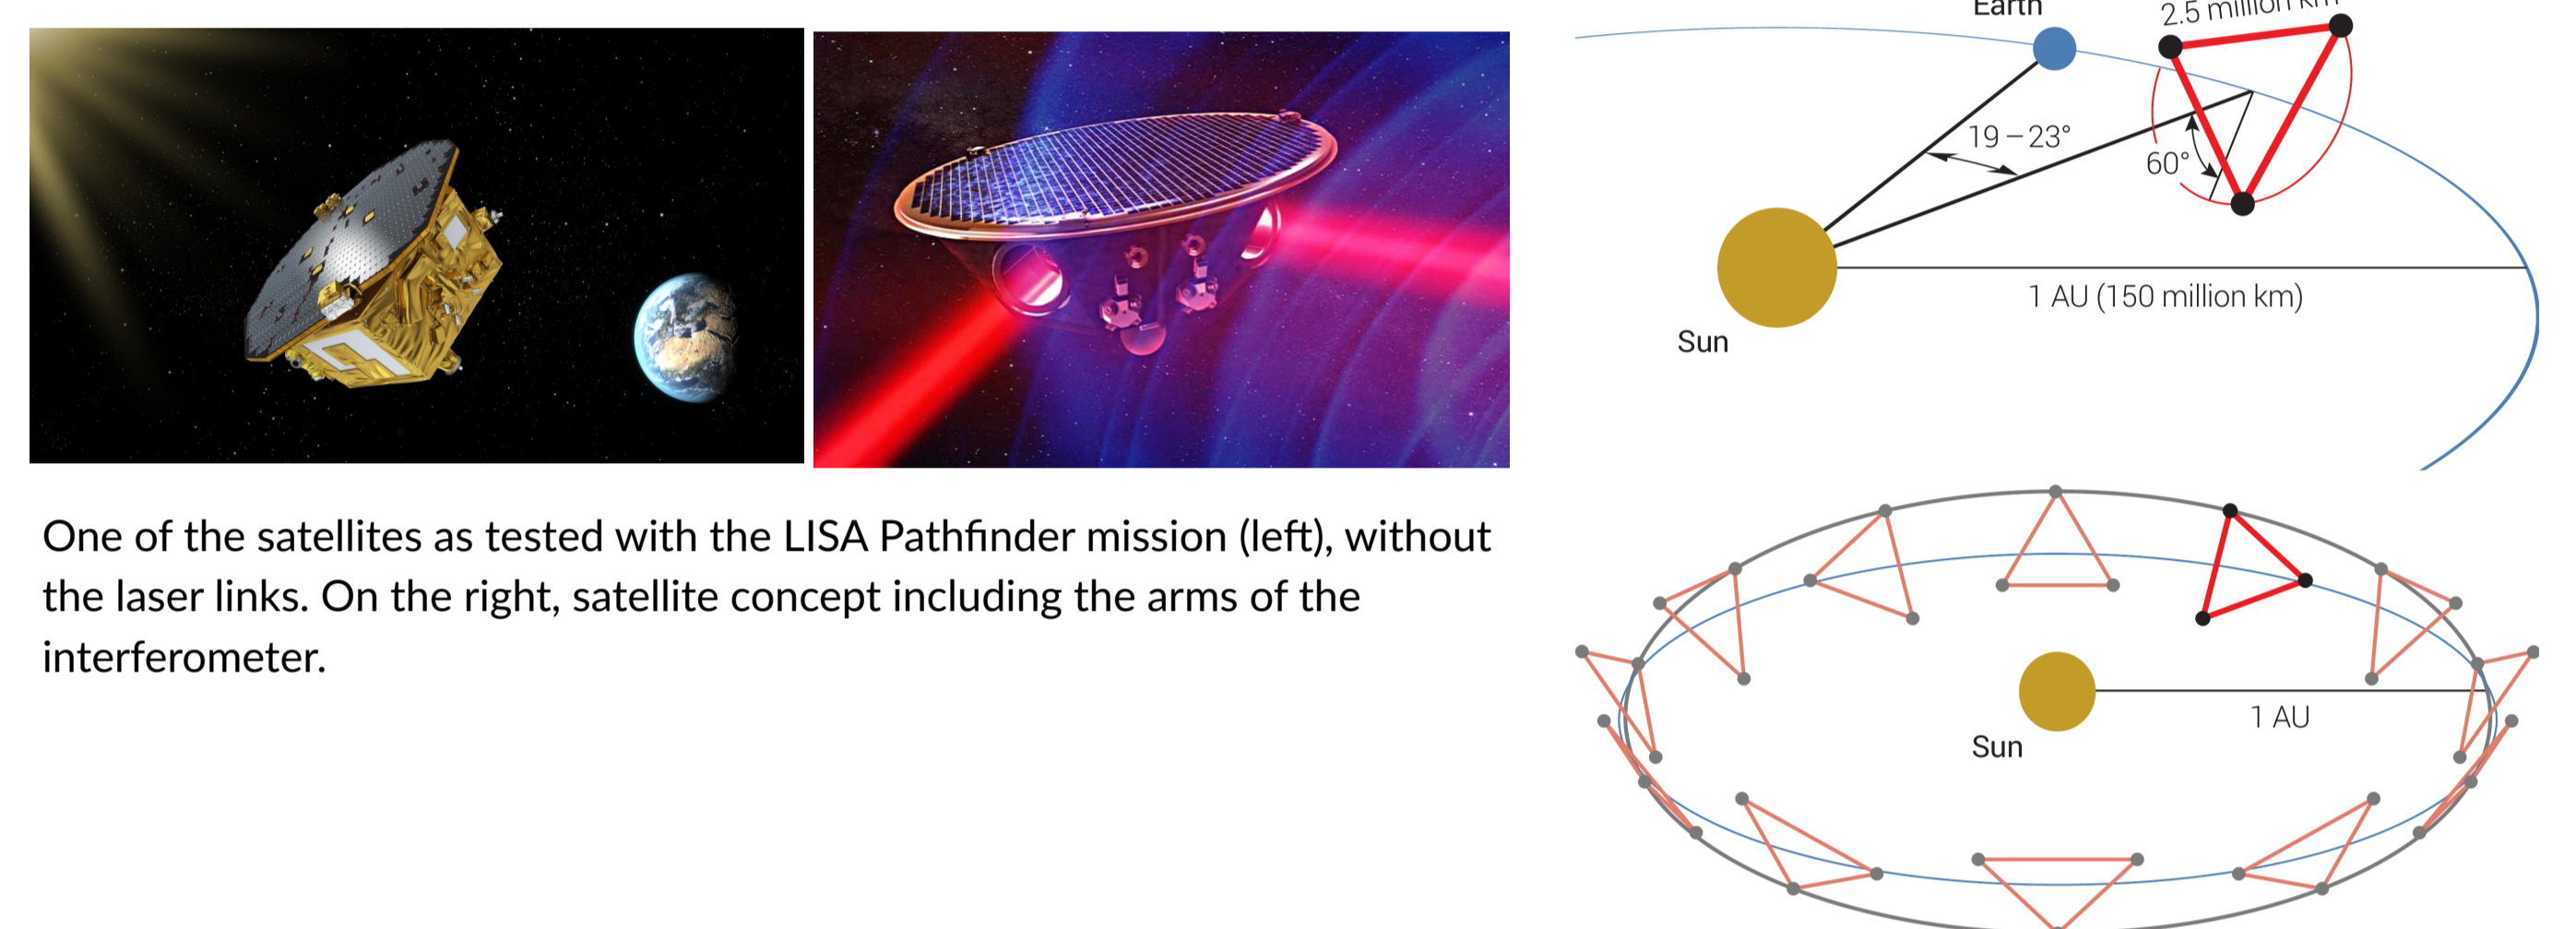 One of the satellites as tested with the LISA Pathfinder mission (left), without
the laser links. On the right, satellite concept including the arms of the
interferometer.
Earth
2.5 million km
19 – 23°
60°
1 AU (150 million km)
Sun
1 AU
Sun